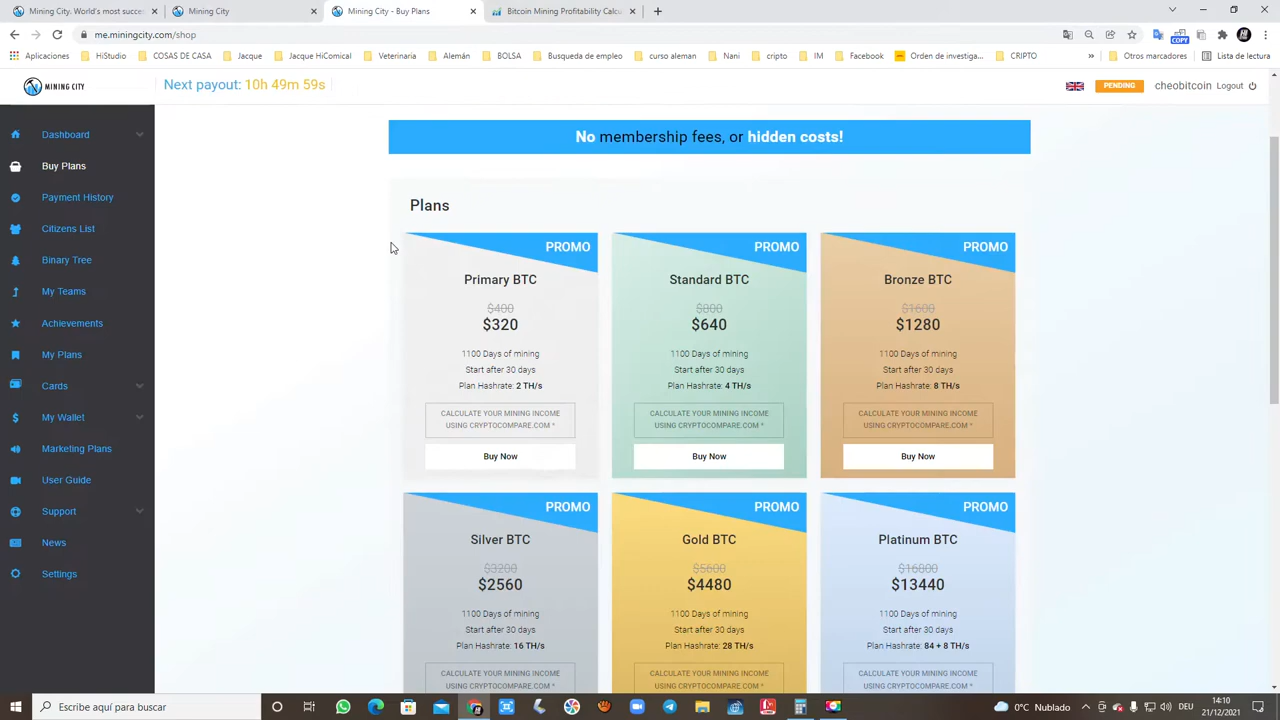 Mining City. World's most succes
Mining City
Mining City - Buy Plans
Bitcoin Mining Profitability Calcu
me.miningcity.com/shop
COPY
Aplicaciones
HiStudio
COSAS DE CASA
Jacque
Jacque HiComical
Veterinaria
Alemán
BOLSA
Busqueda de empleo
curso aleman
Nani
cripto
IM
Facebook
Orden de investiga...
CRIPTO
»
Otros marcadores
Lista de lectura
MINING CITY
Next payout: 10h 49m 59s
PENDING
cheobitcoin
Logout
Dashboard
Buy Plans
Payment History
Citizens List
Binary Tree
My Teams
Achievements
My Plans
Cards
My Wallet
Marketing Plans
User Guide
Support
News
Settings
No membership fees, or hidden costs!
Plans
PROMO
Primary BTC
$400
$320
1100 Days of mining
Start after 30 days
Plan Hashrate: 2 TH/s
CALCULATE YOUR MINING INCOME
USING CRYPTOCOMPARE.COM *
Buy Now
PROMO
Standard BTC
$800
$640
1100 Days of mining
Start after 30 days
Plan Hashrate: 4 TH/s
CALCULATE YOUR MINING INCOME
USING CRYPTOCOMPARE.COM *
Buy Now
PROMO
Bronze BTC
$1600
$1280
1100 Days of mining
Start after 30 days
Plan Hashrate: 8 TH/s
CALCULATE YOUR MINING INCOME
USING CRYPTOCOMPARE.COM *
Buy Now
PROMO
Silver BTC
$3200
$2560
1100 Days of mining
Start after 30 days
Plan Hashrate: 16 TH/s
CALCULATE YOUR MINING INCOME
USING CRYPTOCOMPARE.COM *
PROMO
Gold BTC
$5600
$4480
1100 Days of mining
Start after 30 days
Plan Hashrate: 28 TH/s
CALCULATE YOUR MINING INCOME
USING CRYPTOCOMPARE.COM *
PROMO
Platinum BTC
$16800
$13440
1100 Days of mining
Start after 30 days
Plan Hashrate: 84 + 8 TH/s
CALCULATE YOUR MINING INCOME
USING CRYPTOCOMPARE.COM *
Escribe aquí para buscar
0°C Nublado
14:10
21/12/2021